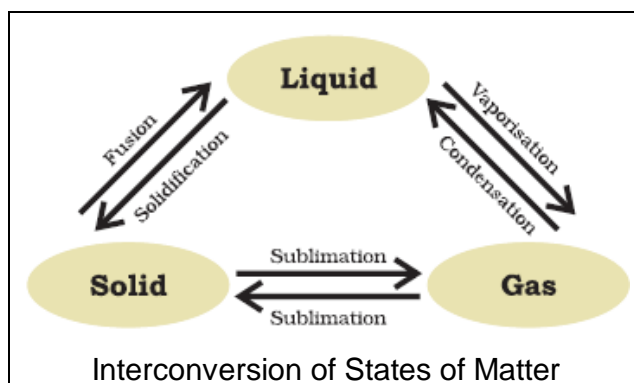 Liquid
Fusion
Solidification
Vaporisation
Condensation
Solid
Sublimation
Sublimation
Gas
Interconversion of States of Matter